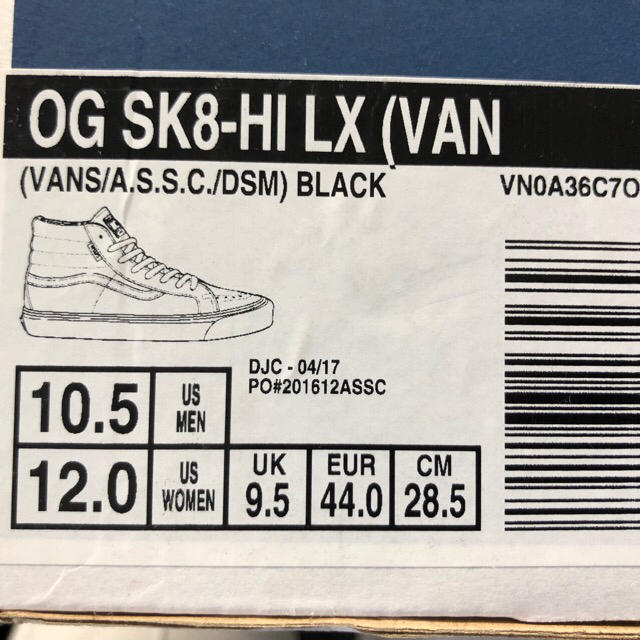 OG SK8-HI LX (VAN
(VANS/A.S.S.C./DSM) BLACK VN0A36C7O
DJC - 04/17
PO#201612ASSC
10.5 US MEN
12.0 US WOMEN UK 9.5 EUR 44.0 CM 28.5